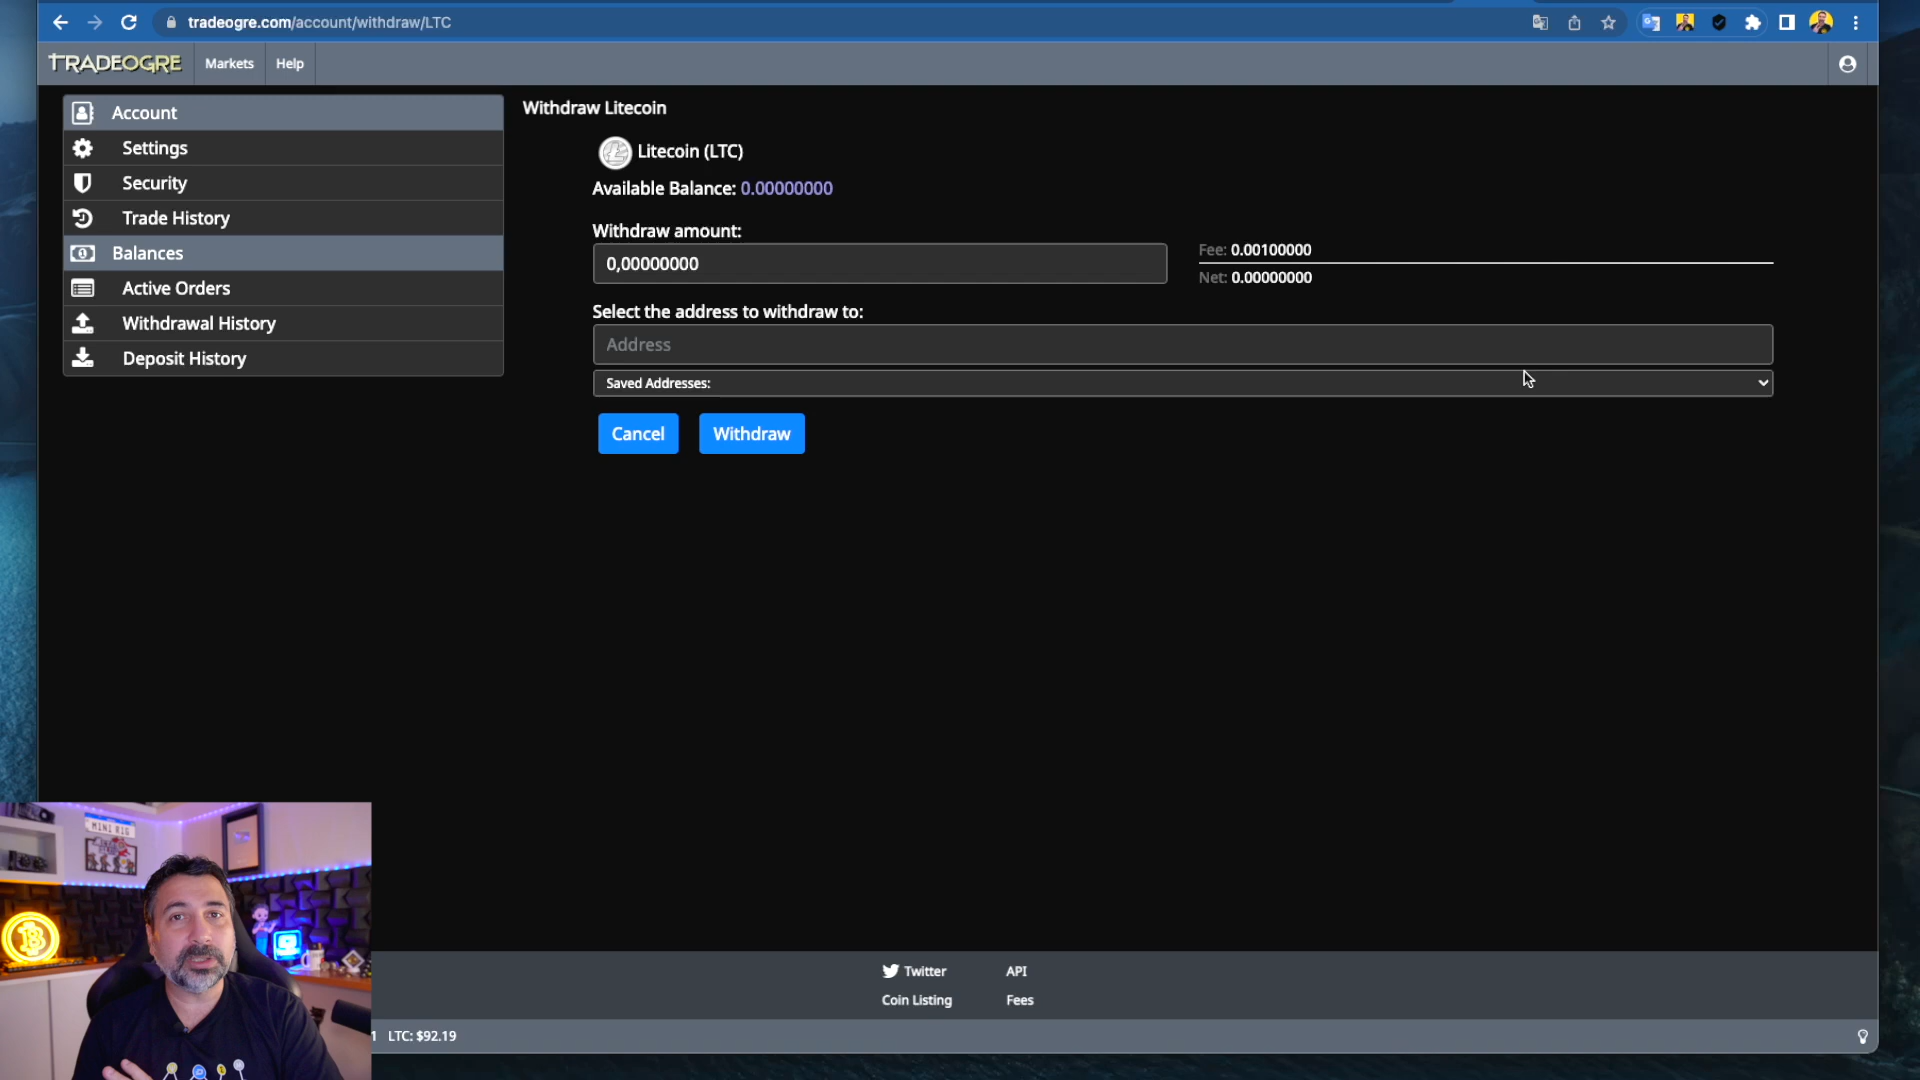 tradeogre.com/account/withdraw/LTC
TRADEOGRE
Markets
Help
Account
Settings
Security
Trade History
Balances
Active Orders
Withdrawal History
Deposit History
Withdraw Litecoin
Litecoin (LTC)
Available Balance: 0.00000000
Withdraw amount:
0,00000000
Fee: 0.00100000
Net: 0.00000000
Select the address to withdraw to:
Address
Saved Addresses:
Cancel
Withdraw
MINI RIG
Twitter
API
Coin Listing
Fees
1 LTC: $92.19